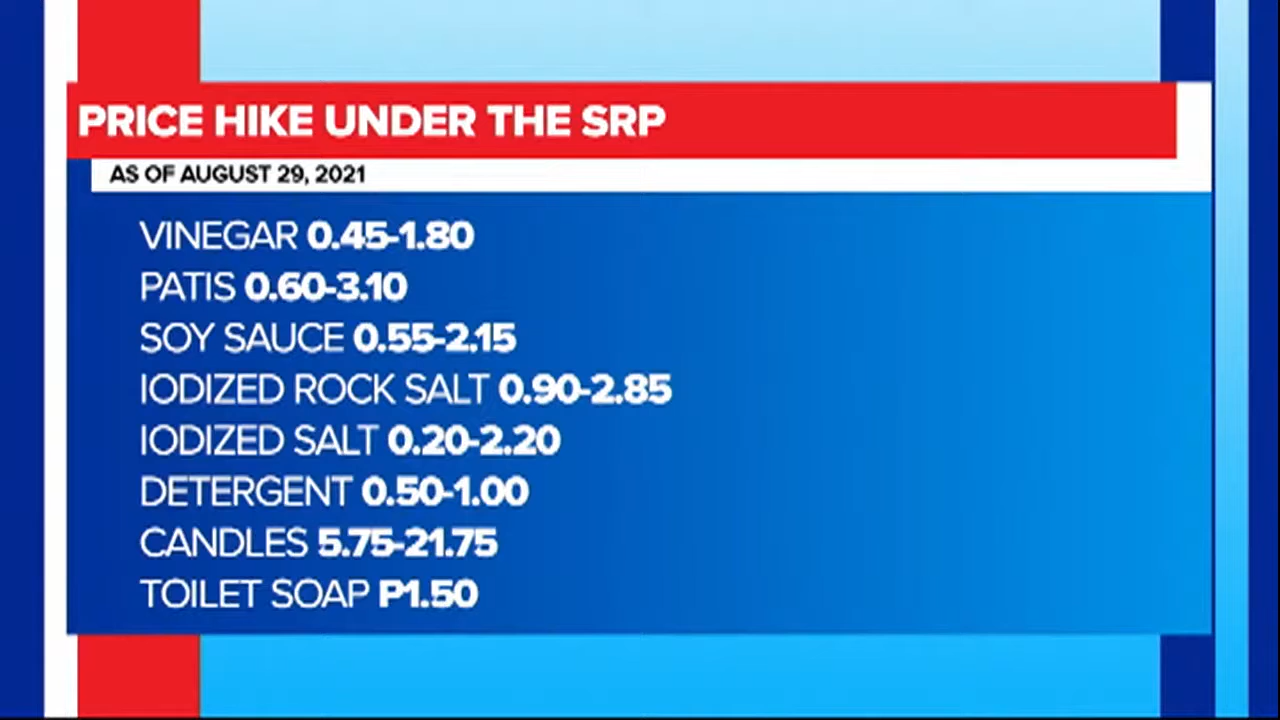 PRICE HIKE UNDER THE SRP
AS OF AUGUST 29, 2021
VINEGAR 0.45-1.80
PATIS 0.60-3.10
SOY SAUCE 0.55-2.15
IODIZED ROCK SALT 0.90-2.85
IODIZED SALT 0.20-2.20
DETERGENT 0.50-1.00
CANDLES 5.75-21.75
TOILET SOAP P1.50